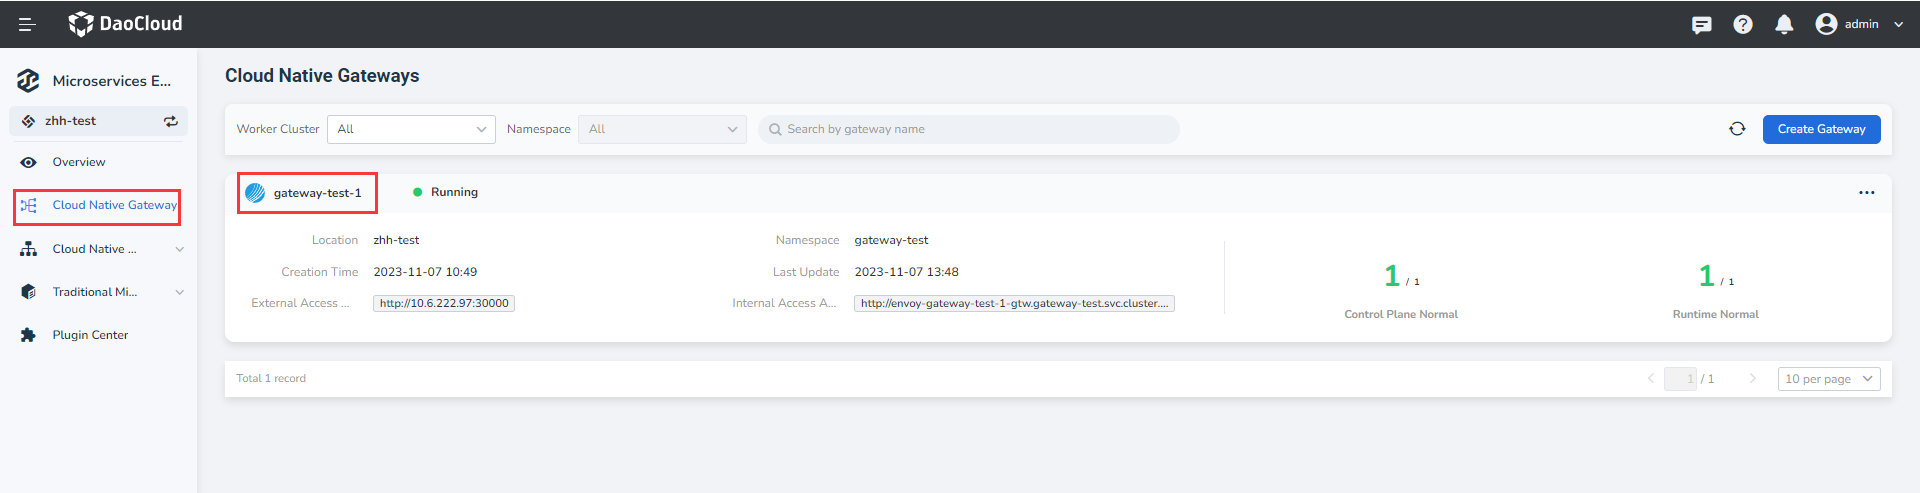 DaoCloud
admin
Microservices E...
zhh-test
Overview
Cloud Native Gateway
Cloud Native ...
Traditional Mi...
Plugin Center
Cloud Native Gateways
Worker Cluster All Namespace All Search by gateway name Create Gateway
gateway-test-1 Running
Location zhh-test Namespace gateway-test
Creation Time 2023-11-07 10:49 Last Update 2023-11-07 13:48
External Access ... http://10.6.222.97:30000 Internal Access A... http://envoy-gateway-test-1-gtw.gateway-test.svc.cluster....
1 / 1 1 / 1
Control Plane Normal Runtime Normal
Total 1 record 1 / 1 10 per page